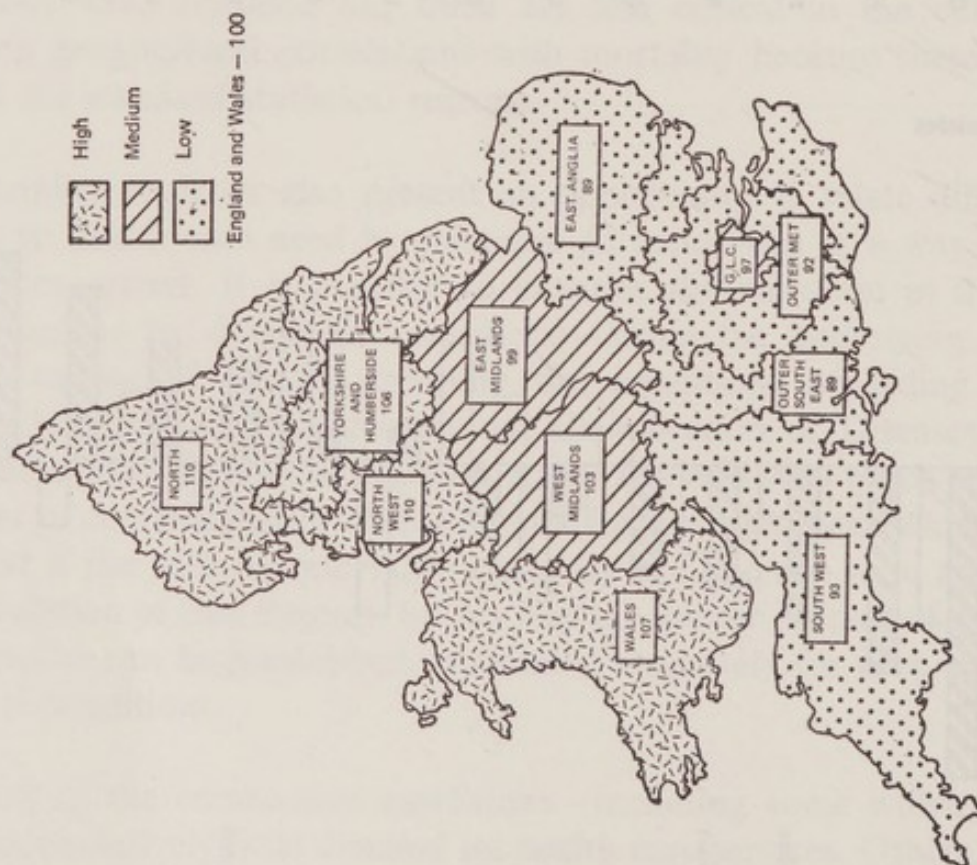 High
Medium
Low
England and Wales — 100
NORTH
110
YORKSHIRE
AND
HUMBERSIDE
106
NORTH
WEST
110
EAST
MIDLANDS
99
WEST
MIDLANDS
103
EAST ANGLIA
89
WALES
107
G.L.C.
97
OUTER MET
92
OUTER
SOUTH
EAST
89
SOUTH WEST
93